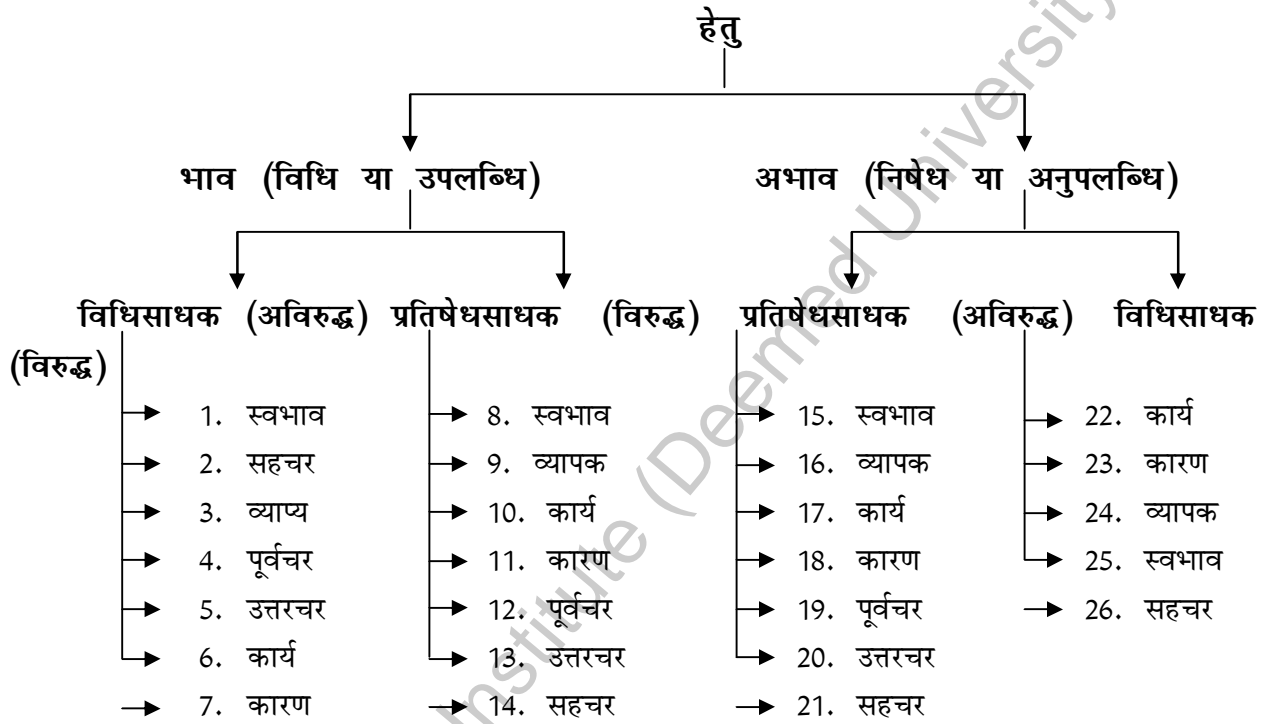 हेतु
भाव (विधि या उपलब्धि) अभाव (निषेध या अनुपलब्धि)
विधिसाधक (अविरुद्ध) प्रतिषेधसाधक (विरुद्ध) प्रतिषेधसाधक (अविरुद्ध) विधिसाधक
(विरुद्ध)
1. स्वभाव 8. स्वभाव 15. स्वभाव 22. कार्य
2. सहचर 9. व्यापक 16. व्यापक 23. कारण
3. व्याप्य 10. कार्य 17. कार्य 24. व्यापक
4. पूर्वचर 11. कारण 18. कारण 25. स्वभाव
5. उत्तरचर 12. पूर्वचर 19. पूर्वचर 26. सहचर
6. कार्य 13. उत्तरचर 20. उत्तरचर
7. कारण 14. सहचर 21. सहचर
Institute (Deemed University